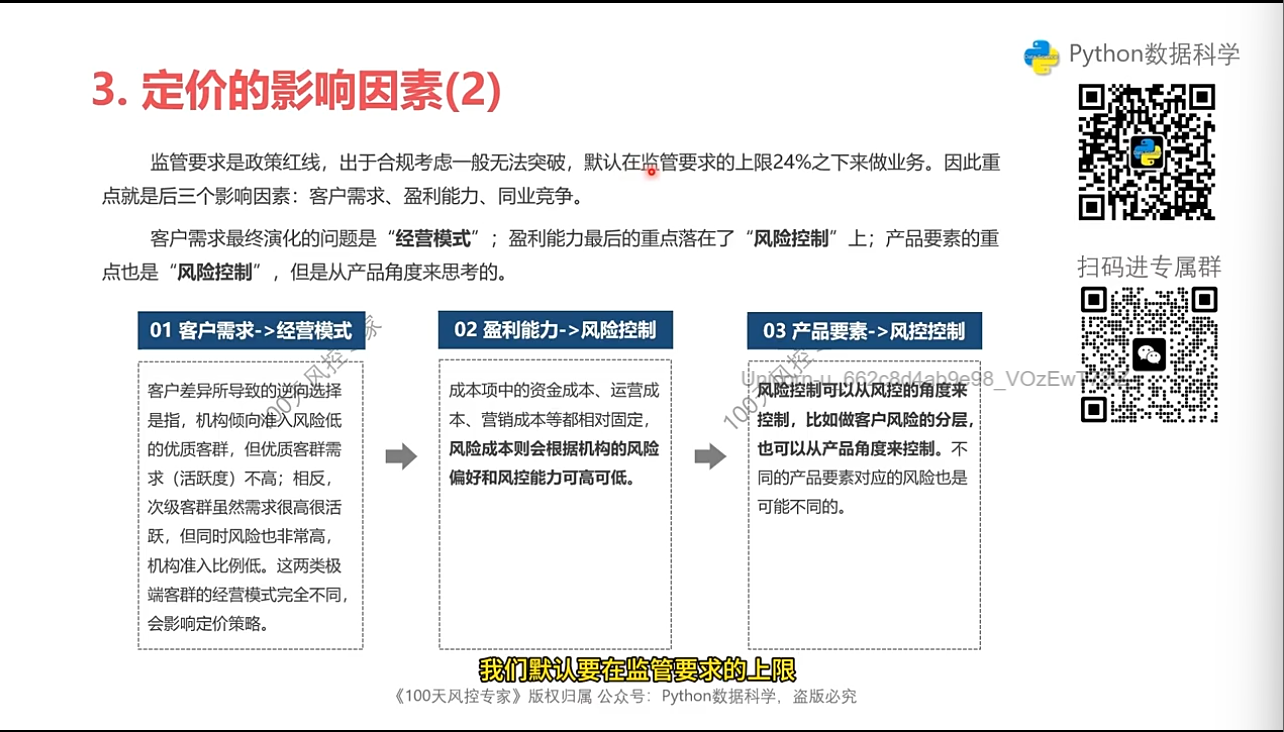 Python数据科学
3. 定价的影响因素(2)
监管要求是政策红线，出于合规考虑一般无法突破，默认在监管要求的上限24%之下来做业务。因此重
点就是后三个影响因素：客户需求、盈利能力、同业竞争。
客户需求最终演化的问题是“经营模式”；盈利能力最后的重点落在了“风险控制”上；产品要素的重
点也是“风险控制”，但是从产品角度来思考的。
扫码进专属群
01 客户需求->经营模式
客户差异所导致的逆向选择
是指，机构倾向准入风险低
的优质客群，但优质客群需
求（活跃度）不高；相反，
次级客群虽然需求很高很活
跃，但同时风险也非常高，
机构准入比例低。这两类极
端客群的经营模式完全不同，
会影响定价策略。
02 盈利能力->风险控制
成本项中的资金成本、运营成
本、营销成本等都相对固定，
风险成本则会根据机构的风险
偏好和风控能力可高可低。
03 产品要素->风控控制
风险控制可以从风控的角度来
控制，比如做客户风险的分层，
也可以从产品角度来控制。不
同的产品要素对应的风险也是
可能不同的。
我们默认要在监管要求的上限
《100天风控专家》版权归属 公众号：Python数据科学，盗版必究